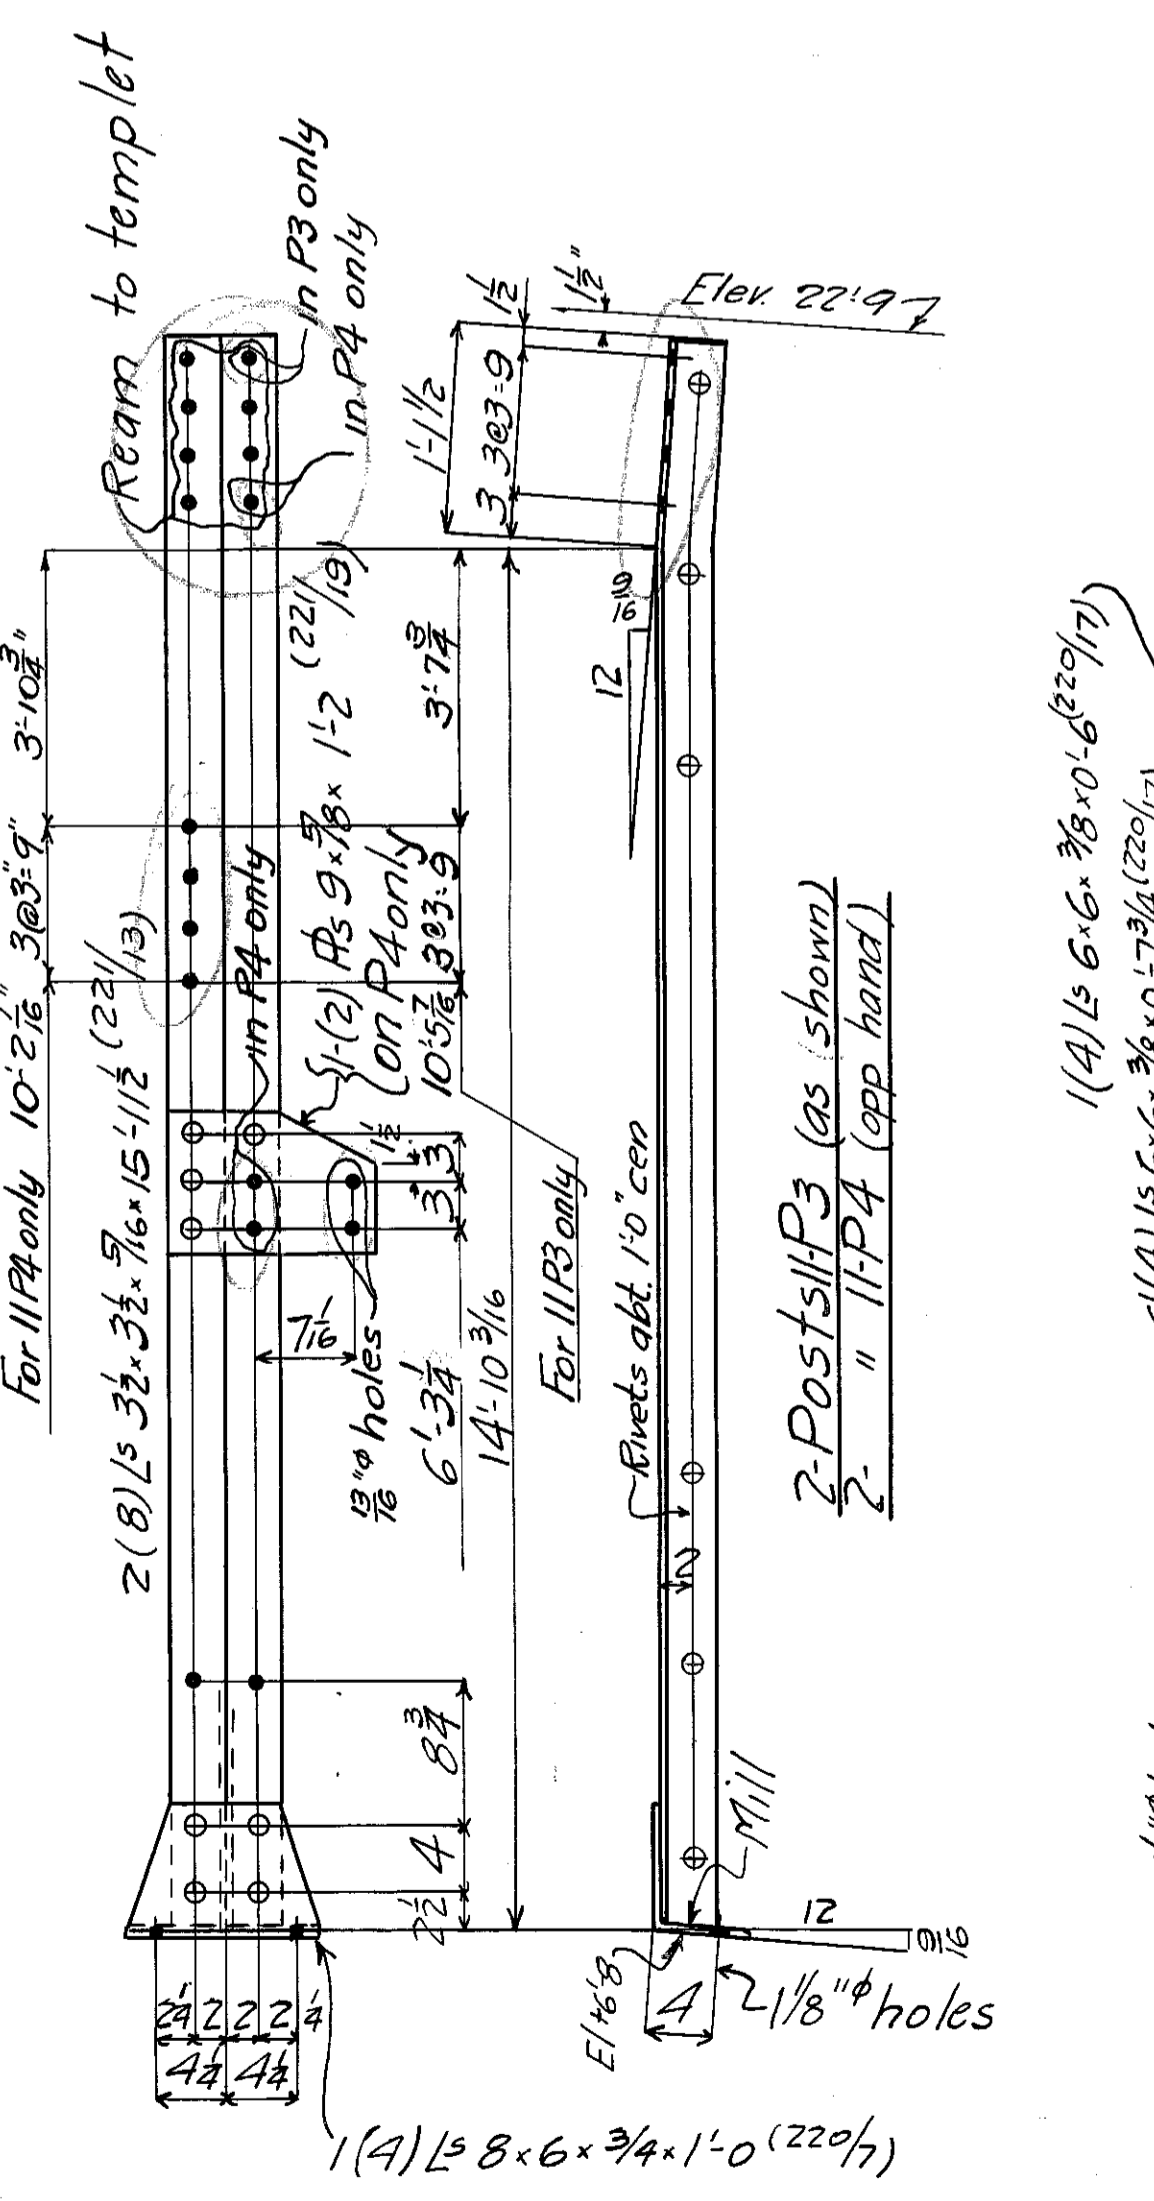 Ream to templet
in P3 only
in P4 only
For 11P4 only 10'-2 1/16" 3@3"=9" 3'-10 3/4"
2(8) Ls 3 1/2 × 3 1/2 × 5/16 × 15'-11 1/2 (221/13)
in P4 only
1-(2) Pls 9 × 5/8 × 1'-2 (221/19)
(on P4 only
10'-5 7/16 3@3=9 3'-7 3/4
1 1/2
3 3
7 1/16
13/16"φ holes
6'-3 1/4
14'-10 3/16
For 11P3 only
8 3/4
4
2 1/2
2 1/4 2 2 2 1/4
4 1/4 4 1/4
1(4) Ls 8 × 6 × 3/4 × 1'-0 (220/7)
1'-1 1/2
3 3@3=9 1 1/2
1 1/2"
Elev. 22'-9
9/16
12
Rivets abt. 1'-0" cen
2
Mill
12
9/16
El +6'-8
4
1 1/8"φ holes
2-Posts 11-P3 (as shown)
2- " 11-P4 (opp hand)
1(4) Ls 6×6×3/8×0'-6 (220/17)